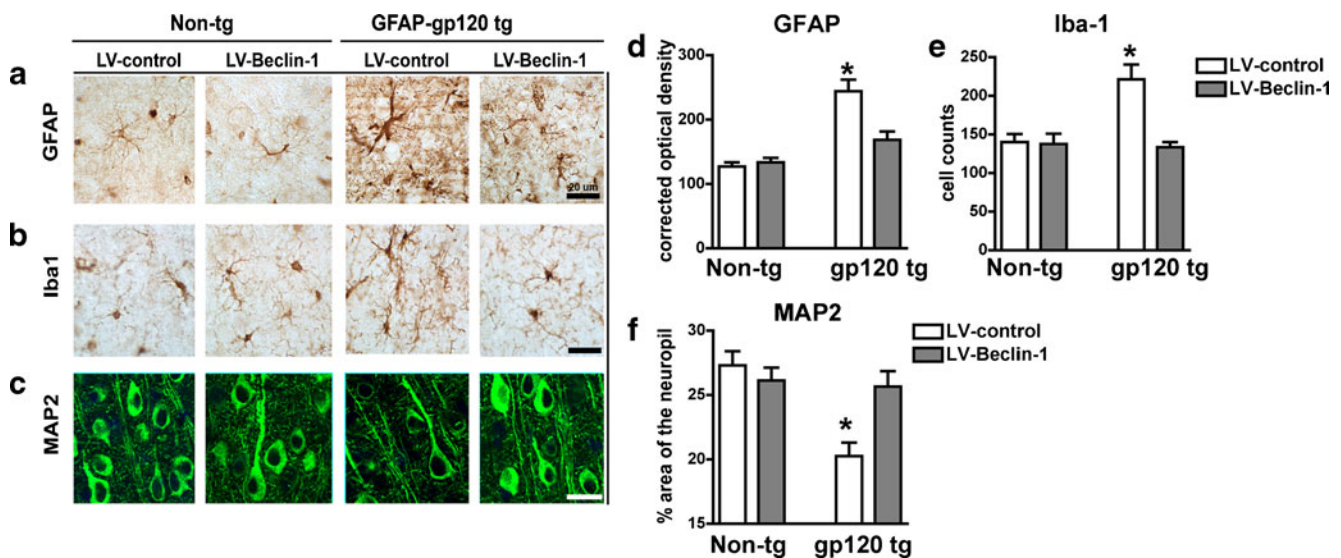 Non-tg
GFAP-gp120 tg
LV-control
LV-Beclin-1
LV-control
LV-Beclin-1
a
GFAP
20 um
b
Iba1
c
MAP2
d
GFAP
corrected optical density
300
200
100
0
*
Non-tg
gp120 tg
e
Iba-1
cell counts
250
200
150
100
50
0
*
Non-tg
gp120 tg
LV-control
LV-Beclin-1
f
MAP2
% area of the neuropil
30
25
20
15
*
Non-tg
gp120 tg
LV-control
LV-Beclin-1